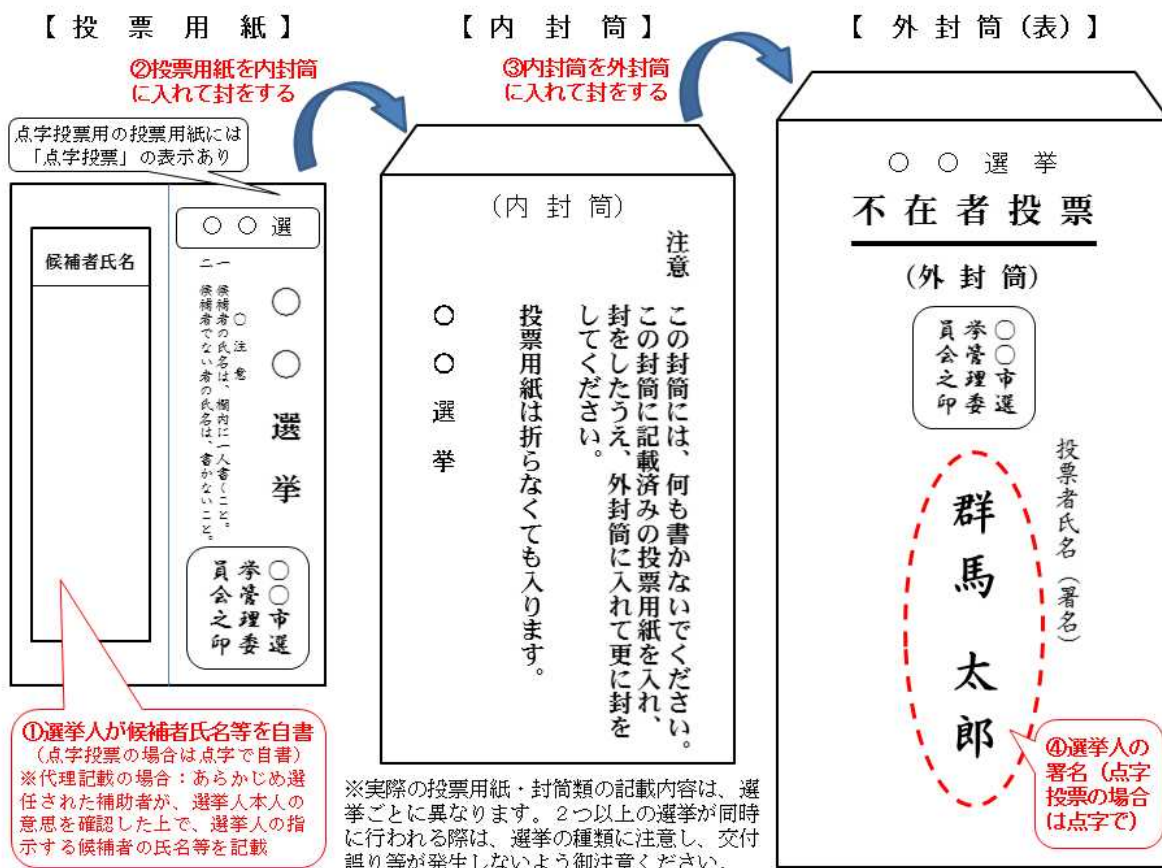 【 投 票 用 紙 】
②投票用紙を内封筒
に入れて封をする
点字投票用の投票用紙には
「点字投票」の表示あり
○ ○ 選
○ ○ 選 挙
○ 注 意
一 候補者の氏名は、欄内に一人書くこと。
二 候補者でない者の氏名は、書かないこと。
候補者氏名
○○市選
挙管理委
員会之印
①選挙人が候補者氏名等を自書
(点字投票の場合は点字で自書)
※代理記載の場合：あらかじめ選
任された補助者が、選挙人本人の
意思を確認した上で、選挙人の指
示する候補者の氏名等を記載
【 内 封 筒 】
③内封筒を外封筒
に入れて封をする
(内 封 筒)
注意
この封筒には、何も書かないでください。
この封筒に記載済みの投票用紙を入れ、
封をしたうえ、外封筒に入れて更に封を
してください。
投票用紙は折らなくても入ります。
○ ○ 選 挙
※実際の投票用紙・封筒類の記載内容は、選
挙ごとに異なります。２つ以上の選挙が同時
に行われる際は、選挙の種類に注意し、交付
誤り等が発生しないよう御注意ください。
【 外 封 筒 (表) 】
○ ○ 選 挙
不 在 者 投 票
(外 封 筒)
○○市選
挙管理委
員会之印
投票者氏名（署名）
群 馬 太 郎
④選挙人の
署名（点字
投票の場合
は点字で)